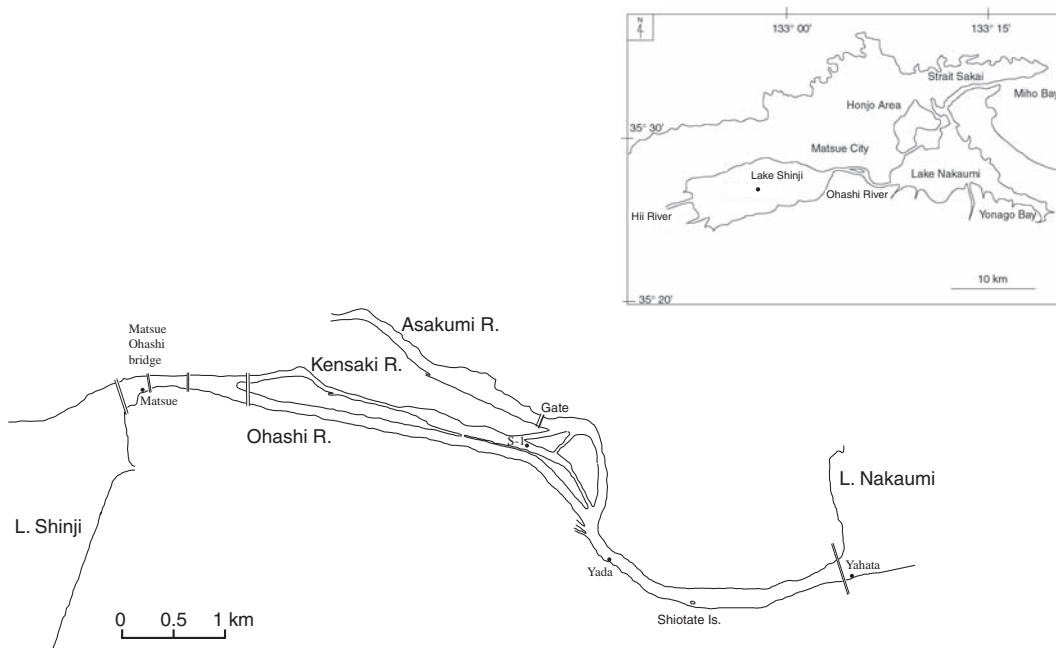 N
4
133° 00′
133° 15′
Strait Sakai
Miho Bay
Honjo Area
35° 30′
Matsue City
Lake Shinji
Lake Nakaumi
Ohashi River
Hii River
Yonago Bay
10 km
35° 20′
Asakumi R.
Matsue
Ohashi
bridge
Kensaki R.
Matsue
Gate
Ohashi R.
S-1
L. Nakaumi
L. Shinji
Yada
Yahata
0 0.5 1 km
Shiotate Is.